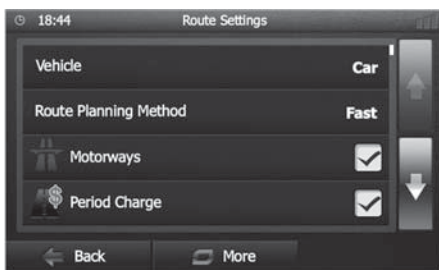 18:44 Route Settings
Vehicle Car
Route Planning Method Fast
Motorways
Period Charge
Back More